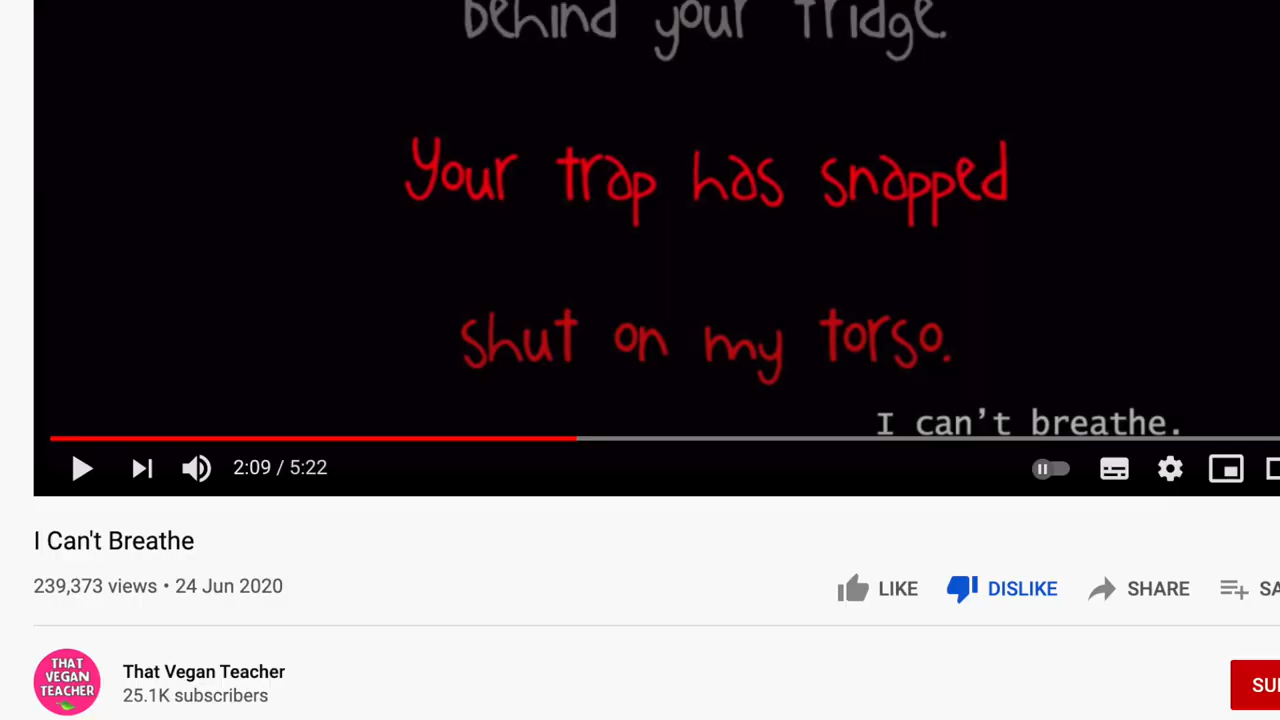 behind your fridge.
Your trap has snapped
shut on my torso.
I can't breathe.
2:09 / 5:22
I Can't Breathe
239,373 views • 24 Jun 2020
LIKE DISLIKE SHARE SA
THAT VEGAN TEACHER
That Vegan Teacher
25.1K subscribers
SU